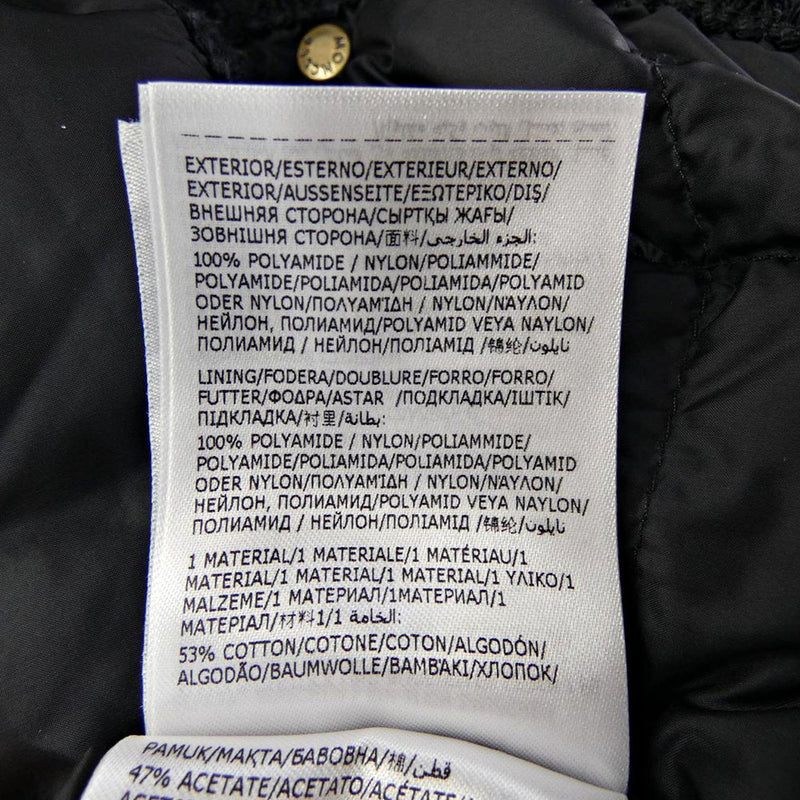 MONCLER
EXTERIOR/ESTERNO/EXTERIEUR/EXTERNO/
EXTERIOR/AUSSENSEITE/ΕΞΩΤΕΡΙΚΟ/DIŞ/
ВНЕШНЯЯ СТОРОНА/СЫРТҚЫ ЖАҒЫ/
ЗОВНІШНЯ СТОРОНА/面料/الجزء الخارجي:
100% POLYAMIDE / NYLON/POLIAMMIDE/
POLYAMIDE/POLIAMIDA/POLIAMIDA/POLYAMID
ODER NYLON/ΠΟΛΥΑΜΊΔΗ / NYLON/ΝΆΥΛΟΝ/
НЕЙЛОН, ПОЛИАМИД/POLYAMID VEYA NAYLON/
ПОЛИАМИД / НЕЙЛОН/ПОЛІАМІД /锦纶/نايلون
LINING/FODERA/DOUBLURE/FORRO/FORRO/
FUTTER/ΦΟΔΡΑ/ASTAR /ПОДКЛАДКА/ІШТІК/
ПІДКЛАДКА/衬里/بطانة:
100% POLYAMIDE / NYLON/POLIAMMIDE/
POLYAMIDE/POLIAMIDA/POLIAMIDA/POLYAMID
ODER NYLON/ΠΟΛΥΑΜΊΔΗ / NYLON/ΝΆΥΛΟΝ/
НЕЙЛОН, ПОЛИАМИД/POLYAMID VEYA NAYLON/
ПОЛИАМИД / НЕЙЛОН/ПОЛІАМІД /锦纶/نايلون
1 MATERIAL/1 MATERIALE/1 MATÉRIAU/1
MATERIAL/1 MATERIAL/1 MATERIAL/1 ΥΛΙΚΟ/1
MALZEME/1 МАТЕРИАЛ/1МАТЕРИАЛ/1
МАТЕРІАЛ/材料1/1 الخامة:
53% COTTON/COTONE/COTON/ALGODÓN/
ALGODÃO/BAUMWOLLE/ΒΑΜΒΆΚΙ/ХЛОПОК/
PAMUK/МАҚТА/БАВОВНА/棉/قطن
47% ACETATE/ACETATO/ACÉTATE/